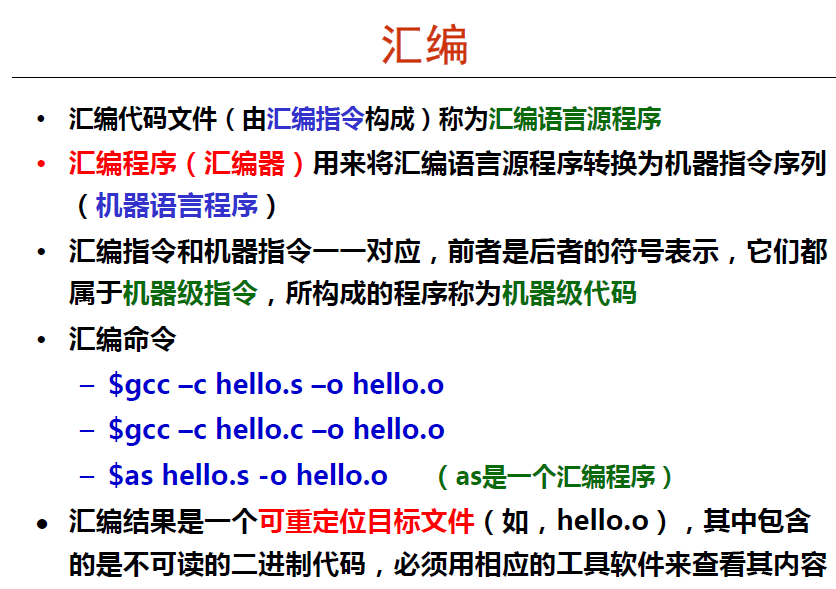 汇编
• 汇编代码文件（由汇编指令构成）称为汇编语言源程序
• 汇编程序（汇编器）用来将汇编语言源程序转换为机器指令序列
（机器语言程序）
• 汇编指令和机器指令一一对应，前者是后者的符号表示，它们都
属于机器级指令，所构成的程序称为机器级代码
• 汇编命令
– $gcc –c hello.s –o hello.o
– $gcc –c hello.c –o hello.o
– $as hello.s -o hello.o （as是一个汇编程序）
• 汇编结果是一个可重定位目标文件（如，hello.o），其中包含
的是不可读的二进制代码，必须用相应的工具软件来查看其内容